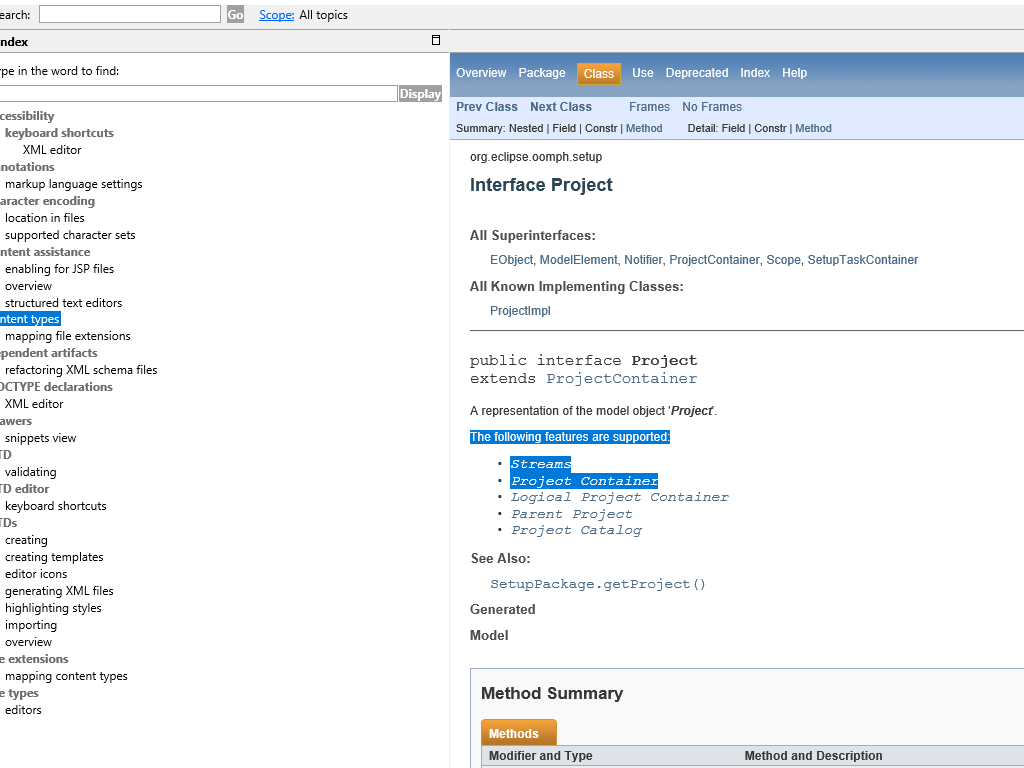 earch:
Go
Scope: All topics
ndex
ype in the word to find:
Display
cessibility
keyboard shortcuts
XML editor
notations
markup language settings
aracter encoding
location in files
supported character sets
ntent assistance
enabling for JSP files
overview
structured text editors
ntent types
mapping file extensions
ependent artifacts
refactoring XML schema files
OCTYPE declarations
XML editor
awers
snippets view
TD
validating
TD editor
keyboard shortcuts
TDs
creating
creating templates
editor icons
generating XML files
highlighting styles
importing
overview
e extensions
mapping content types
e types
editors
Overview Package Class Use Deprecated Index Help
Prev Class Next Class Frames No Frames
Summary: Nested | Field | Constr | Method Detail: Field | Constr | Method
org.eclipse.oomph.setup
Interface Project
All Superinterfaces:
EObject, ModelElement, Notifier, ProjectContainer, Scope, SetupTaskContainer
All Known Implementing Classes:
ProjectImpl
public interface Project
extends ProjectContainer
A representation of the model object 'Project'.
The following features are supported:
• Streams
• Project Container
• Logical Project Container
• Parent Project
• Project Catalog
See Also:
SetupPackage.getProject()
Generated
Model
Method Summary
Methods
Modifier and Type Method and Description